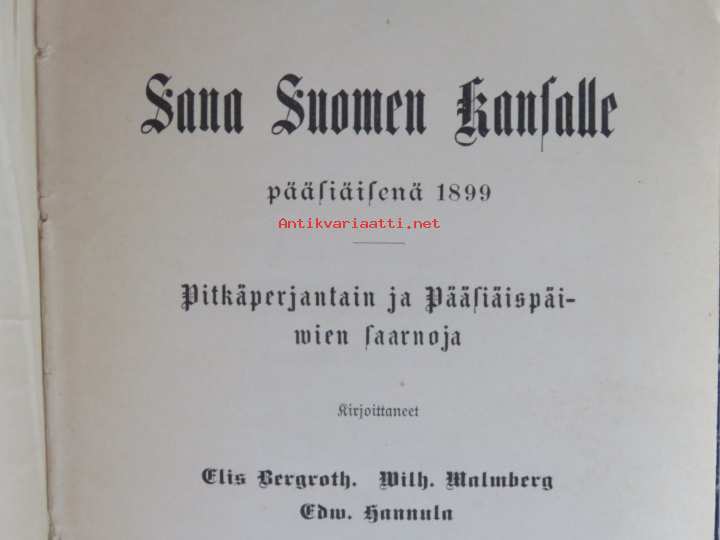 Sana Suomen Kansalle
pääsiäisenä 1899
Antikvariaatti.net
Pitkäperjantain ja Pääsiäispäi-
wien saarnoja
Kirjoittaneet
Elis Bergroth. Wilh. Malmberg
Edw. Hannula